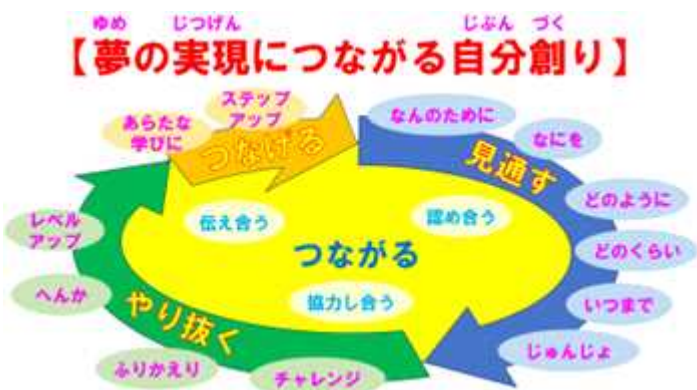 ゆめ じつげん じぶん づく
【夢の実現につながる自分創り】
ステップ
アップ
あらたな
学びに
つなげる
なんのために
なにを
見通す
どのように
どのくらい
いつまで
じゅんじょ
伝え合う
認め合う
つながる
協力し合う
レベル
アップ
へんか
やり抜く
ふりかえり
チャレンジ